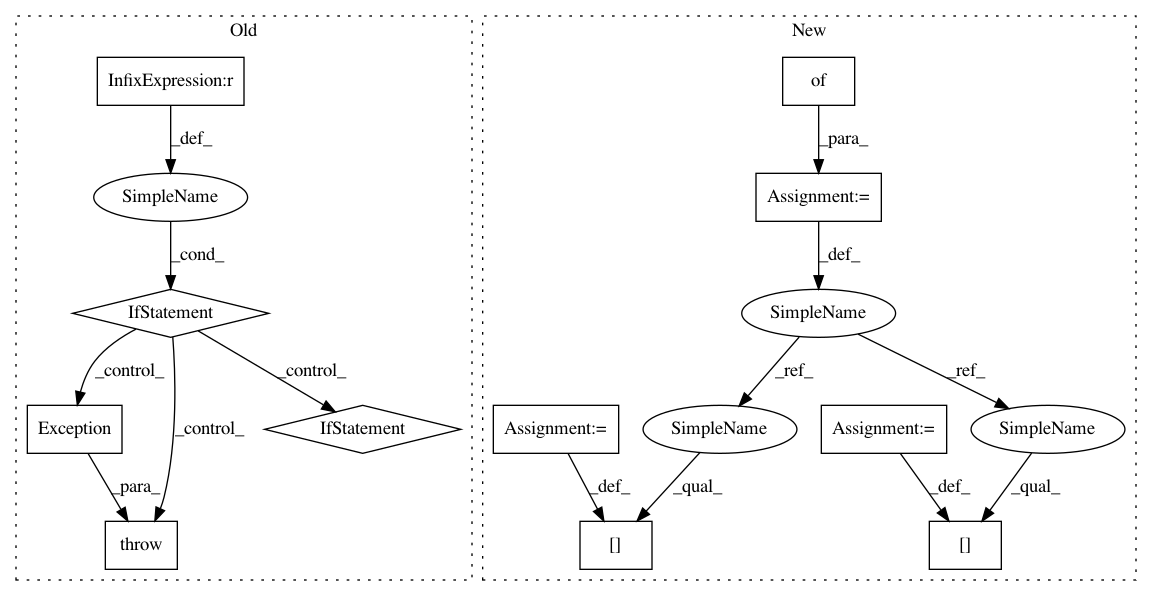 Old
New
InfixExpression:r
of
_def_
_para_
SimpleName
Assignment:=
_cond_
_def_
IfStatement
SimpleName
_control_
_control_
_control_
_ref_
_ref_
Exception
IfStatement
Assignment:=
SimpleName
Assignment:=
SimpleName
_para_
_def_
_qual_
_def_
_qual_
throw
[]
[]